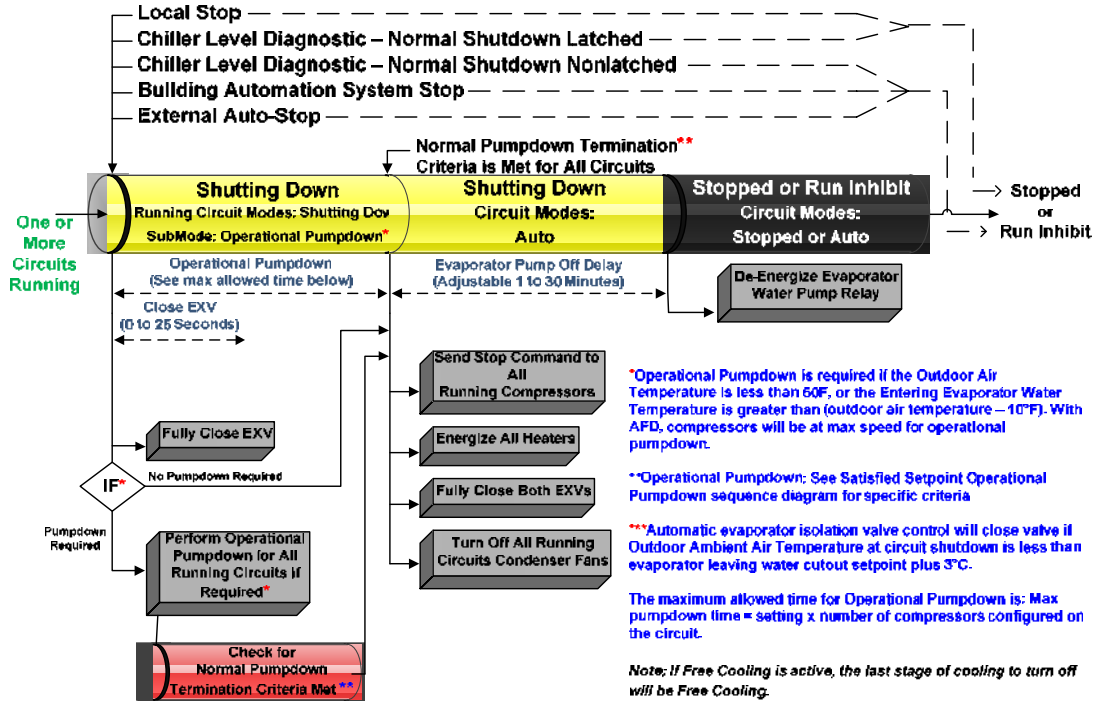 Local Stop
Chiller Level Diagnostic – Normal Shutdown Latched
Chiller Level Diagnostic – Normal Shutdown Nonlatched
Building Automation System Stop
External Auto-Stop
Normal Pumpdown Termination**
Criteria is Met for All Circuits
One or
More
Circuits
Running
Shutting Down
Running Circuit Modes: Shutting Dov
SubMode: Operational Pumpdown*
Shutting Down
Circuit Modes:
Auto
Stopped or Run Inhibit
Circuit Modes:
Stopped or Auto
Stopped
or
Run Inhibit
Operational Pumpdown
(See max allowed time below)
Evaporator Pump Off Delay
(Adjustable 1 to 30 Minutes)
De-Energize Evaporator
Water Pump Relay
Close EXV
(0 to 25 Seconds)
Send Stop Command to
All
Running Compressors
Fully Close EXV
Energize All Heaters
IF*
No Pumpdown Required
Fully Close Both EXVs
Pumpdown
Required
Perform Operational
Pumpdown for All
Running Circuits if
Required*
Turn Off All Running
Circuits Condenser Fans
Check for
Normal Pumpdown
Termination Criteria Met **
*Operational Pumpdown is required if the Outdoor Air
Temperature is less than 50F, or the Entering Evaporator Water
Temperature is greater than (outdoor air temperature – 10°F). With
AFD, compressors will be at max speed for operational
pumpdown.
**Operational Pumpdown: See Satisfied Setpoint Operational
Pumpdown sequence diagram for specific criteria
***Automatic evaporator isolation valve control will close valve if
Outdoor Ambient Air Temperature at circuit shutdown is less than
evaporator leaving water cutout setpoint plus 3°C.
The maximum allowed time for Operational Pumpdown is: Max
pumpdown time = setting x number of compressors configured on
the circuit.
Note: If Free Cooling is active, the last stage of cooling to turn off
will be Free Cooling.